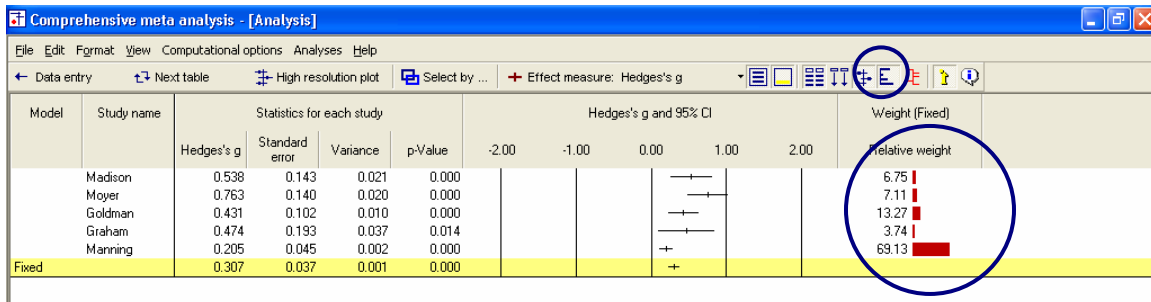 Comprehensive meta analysis - [Analysis]
File Edit Format View Computational options Analyses Help
Data entry Next table High resolution plot Select by ... Effect measure: Hedges's g
Model Study name Statistics for each study Hedges's g and 95% CI Weight (Fixed)
Hedges's g Standard error Variance p-Value -2.00 -1.00 0.00 1.00 2.00 Relative weight
Madison 0.538 0.143 0.021 0.000 6.75
Moyer 0.763 0.140 0.020 0.000 7.11
Goldman 0.431 0.102 0.010 0.000 13.27
Graham 0.474 0.193 0.037 0.014 3.74
Manning 0.205 0.045 0.002 0.000 69.13
Fixed 0.307 0.037 0.001 0.000